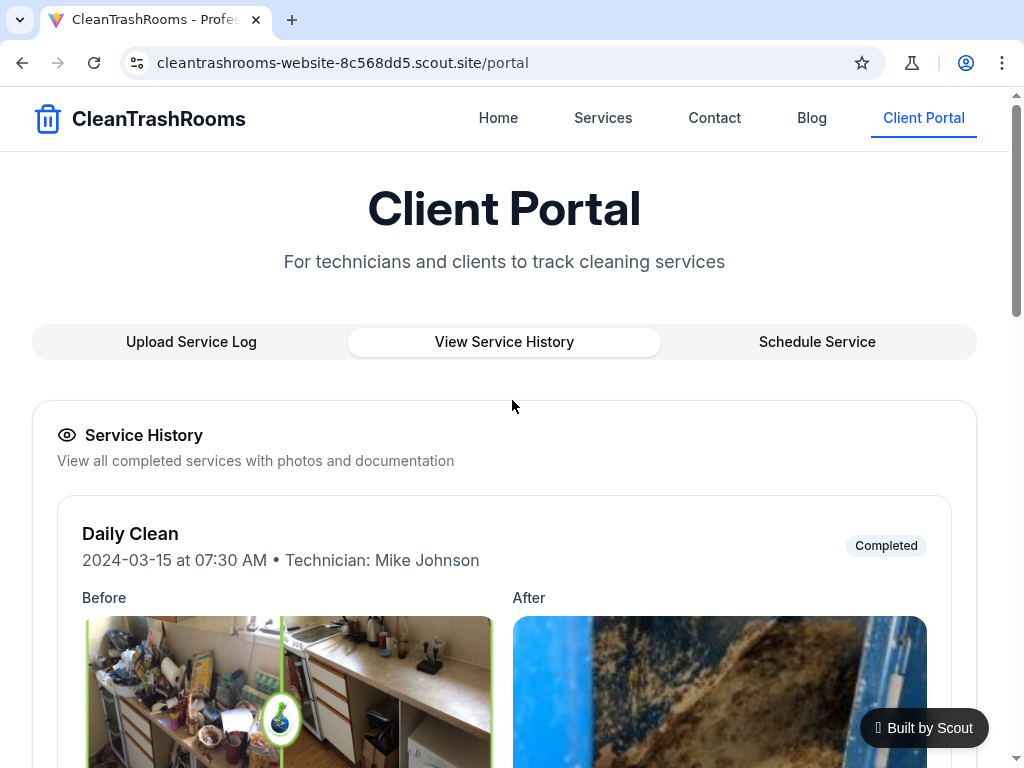 CleanTrashRooms - Profes
cleantrashrooms-website-8c568dd5.scout.site/portal
CleanTrashRooms
Home
Services
Contact
Blog
Client Portal
Client Portal
For technicians and clients to track cleaning services
Upload Service Log
View Service History
Schedule Service
Service History
View all completed services with photos and documentation
Daily Clean
2024-03-15 at 07:30 AM • Technician: Mike Johnson
Completed
Before
After
Built by Scout